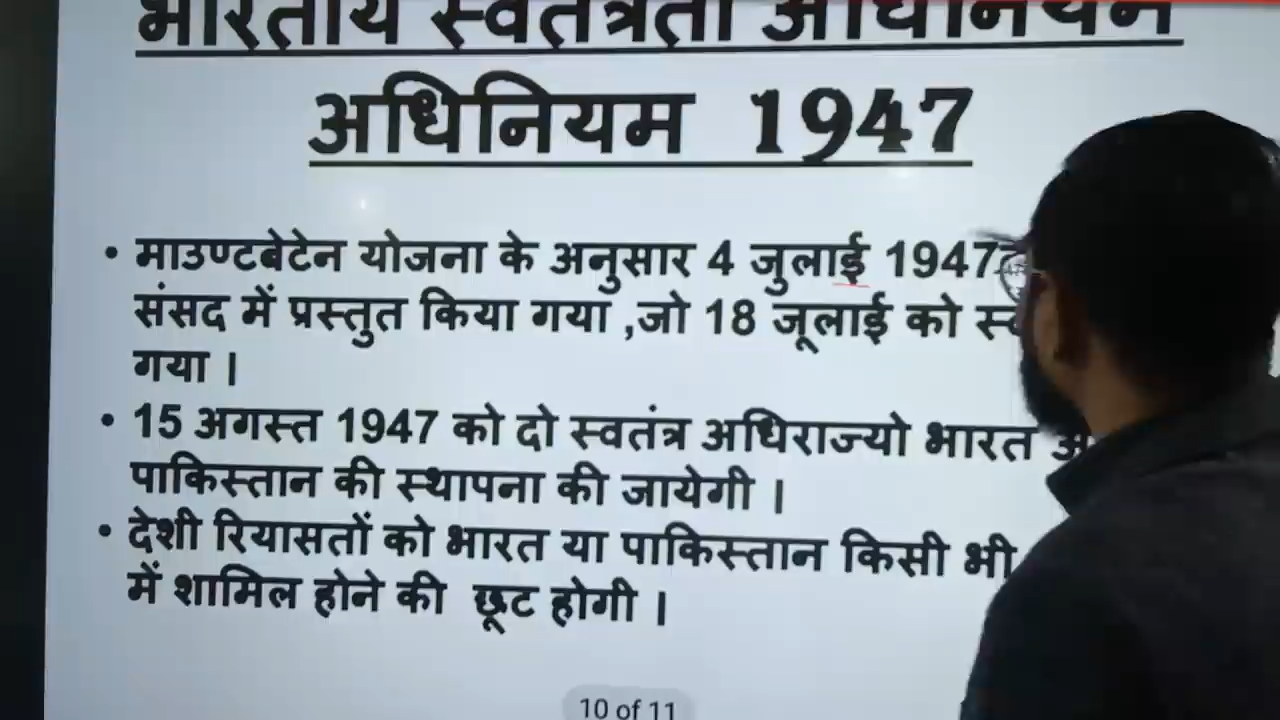 भारतीय स्वतंत्रता अधिनियम
अधिनियम 1947
• माउण्टबेटेन योजना के अनुसार 4 जुलाई 1947
संसद में प्रस्तुत किया गया ,जो 18 जूलाई को
गया ।
• 15 अगस्त 1947 को दो स्वतंत्र अधिराज्यो भारत
पाकिस्तान की स्थापना की जायेगी ।
• देशी रियासतों को भारत या पाकिस्तान किसी भी
में शामिल होने की छूट होगी ।
10 of 11